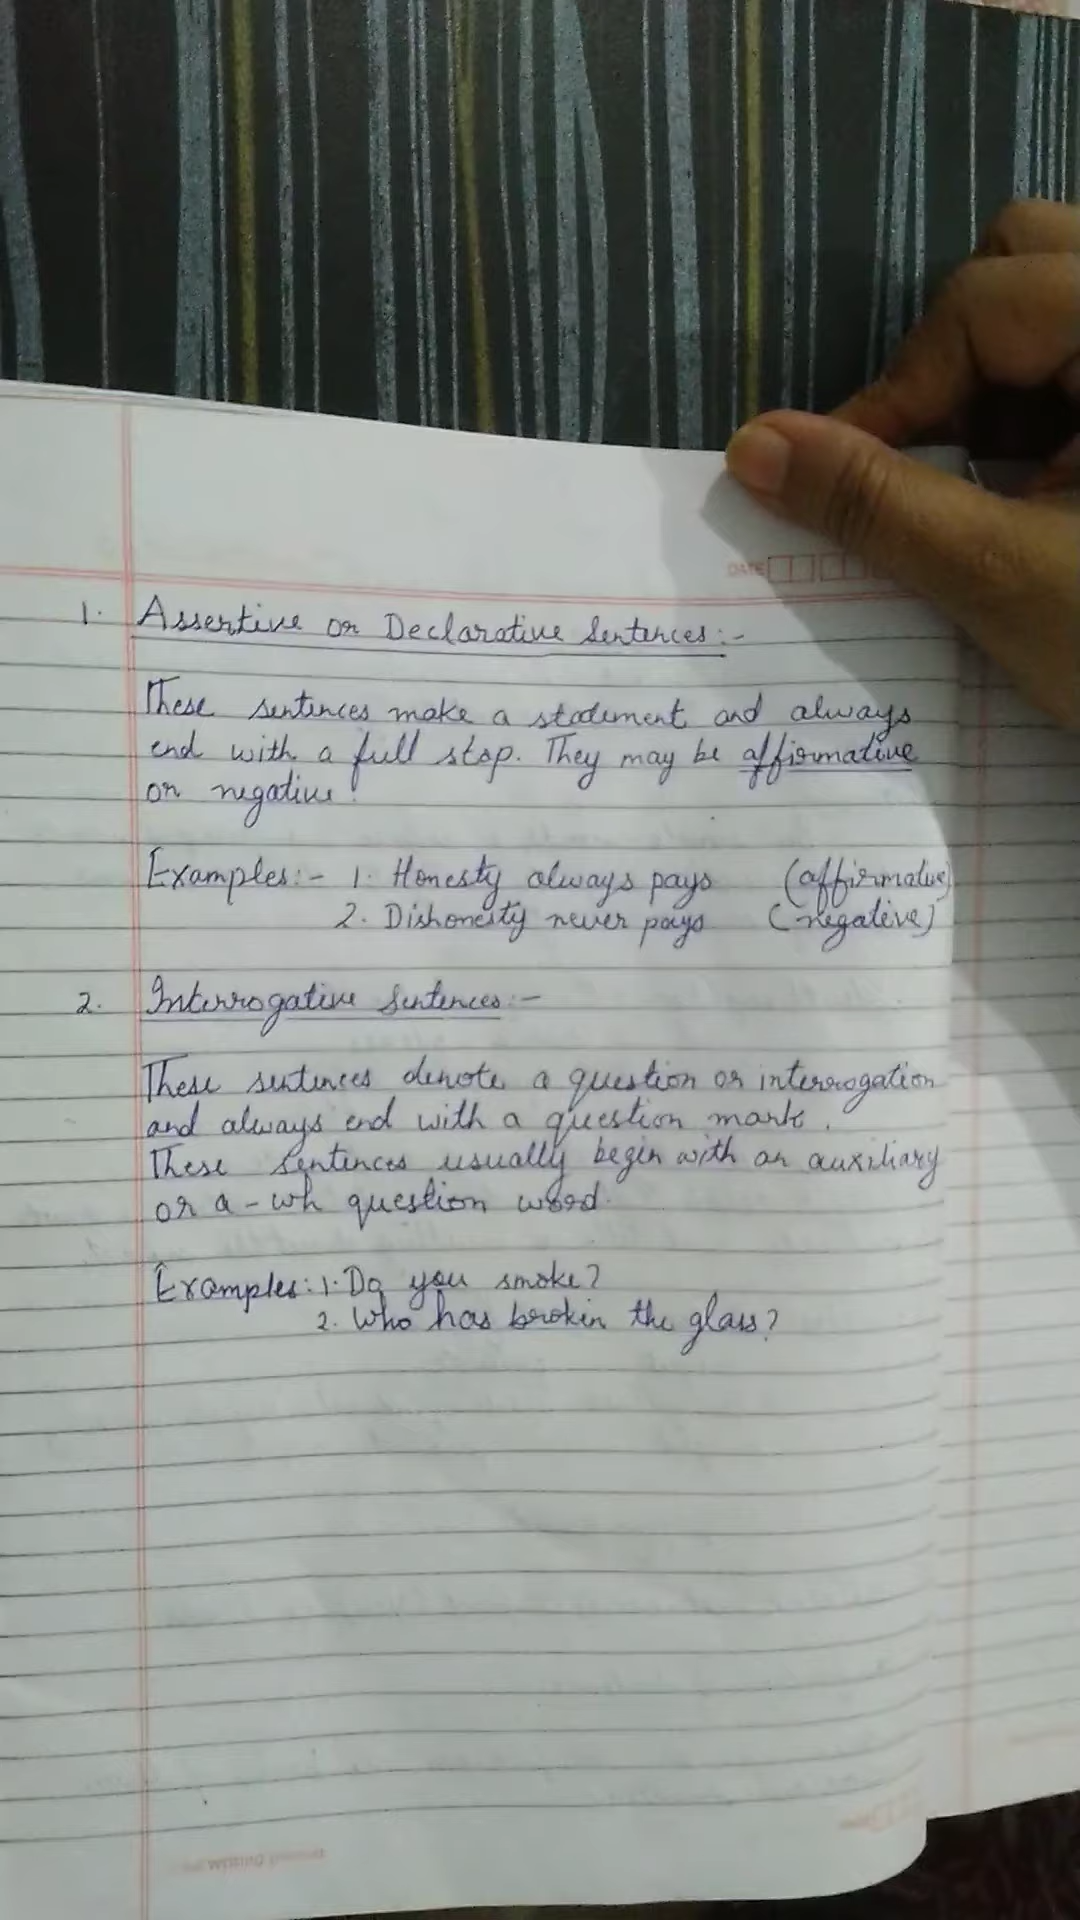 DATE
1. Assertive or Declarative Sentences:-
These sentences make a statement and always
end with a full stop. They may be affirmative
or negative.
Examples:- 1. Honesty always pays (affirmative)
2. Dishonesty never pays (negative)
2. Interrogative Sentences:-
These sentences denote a question or interrogation
and always end with a question mark.
These sentences usually begin with an auxiliary
or a - wh question word.
Examples: 1. Do you smoke?
2. Who has broken the glass?